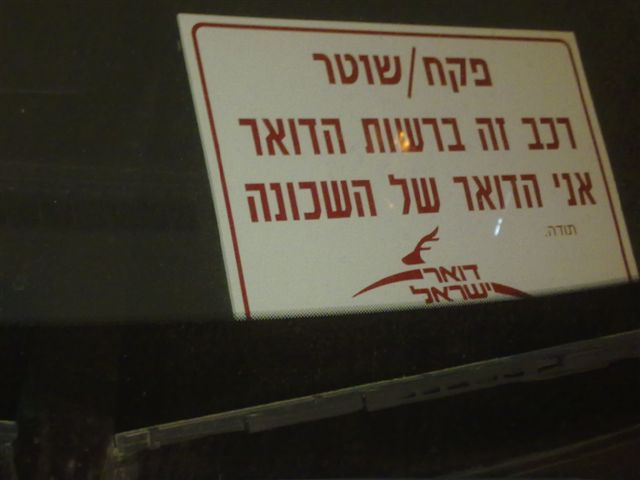 פקח/שוטר
רכב זה ברשות הדואר
אני הדואר של השכונה
תודה.
דואר
ישראל